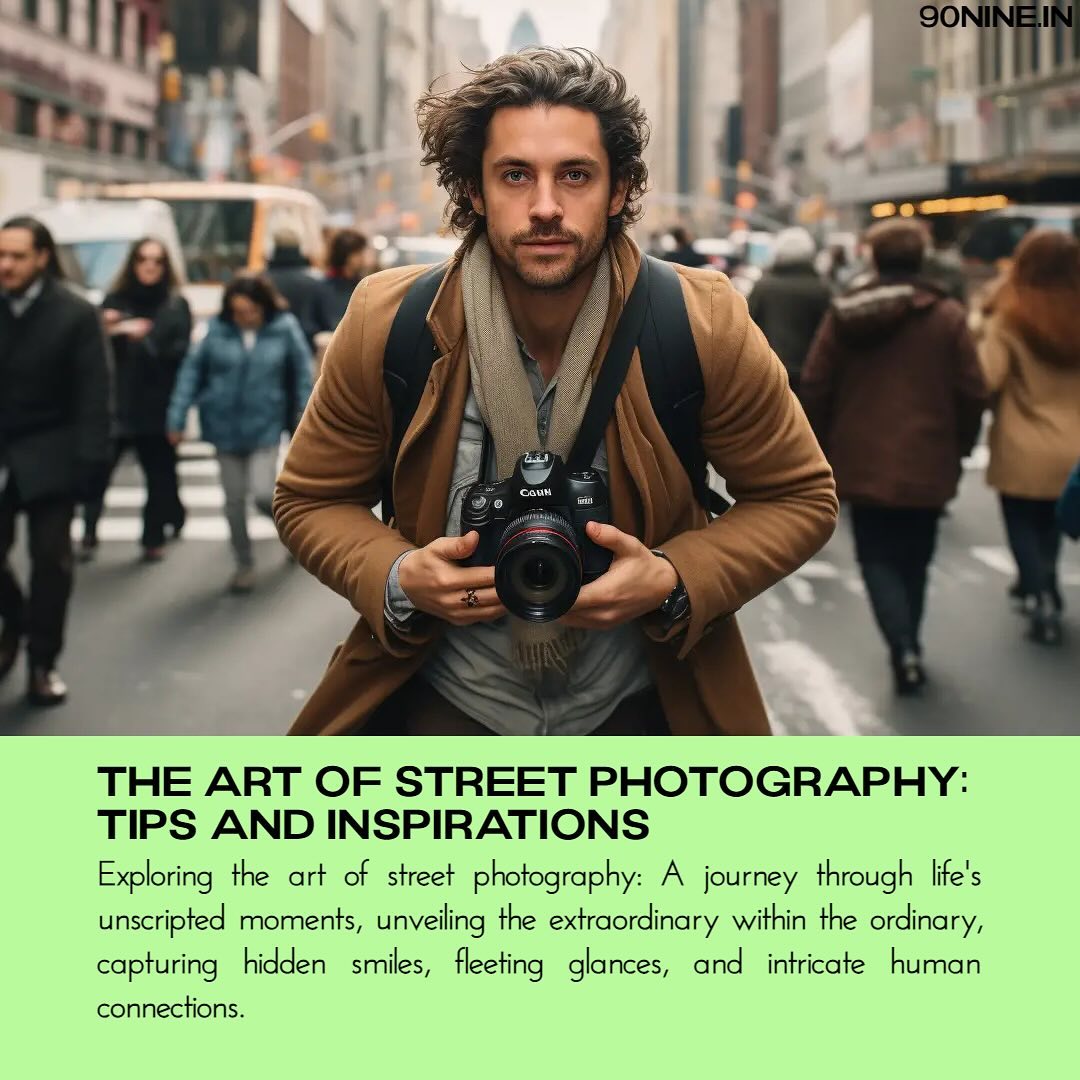 90NINE.IN
Canon
THE ART OF STREET PHOTOGRAPHY:
TIPS AND INSPIRATIONS
Exploring the art of street photography: A journey through life's
unscripted moments, unveiling the extraordinary within the ordinary,
capturing hidden smiles, fleeting glances, and intricate human
connections.